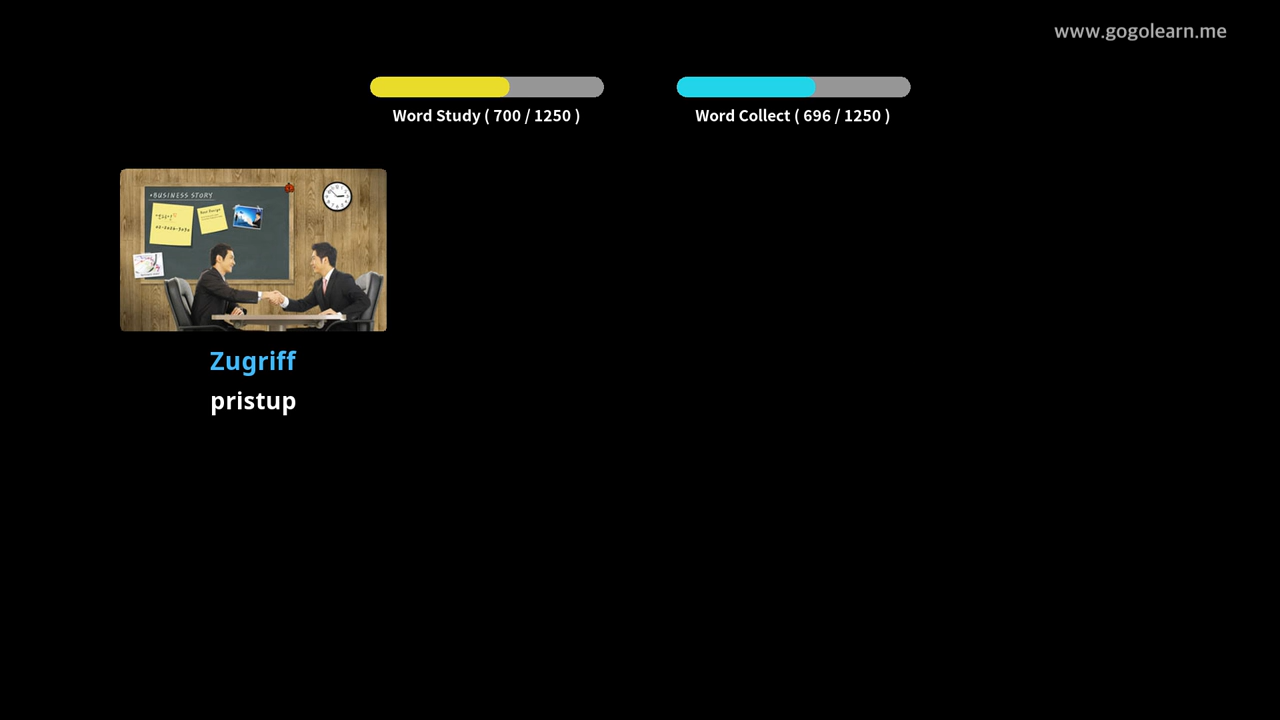 www.gogolearn.me
Word Study ( 700 / 1250 )
Word Collect ( 696 / 1250 )
•BUSINESS STORY
Zugriff
pristup